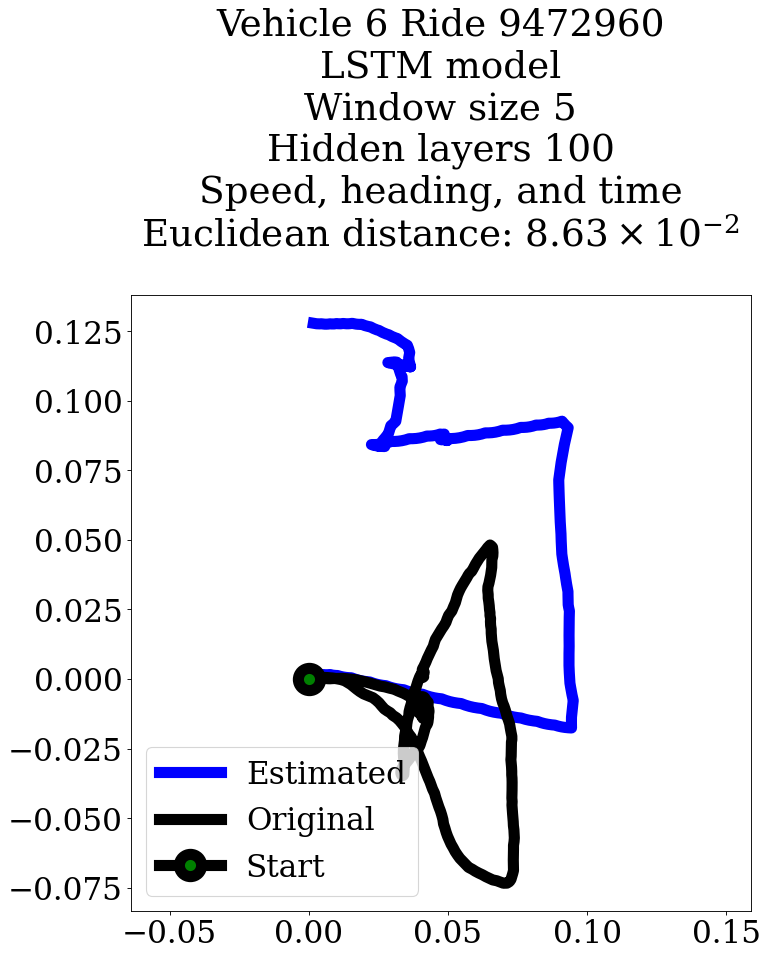 Vehicle 6 Ride 9472960
LSTM model
Window size 5
Hidden layers 100
Speed, heading, and time
Euclidean distance: 8.63 × 10⁻²
0.125
0.100
0.075
0.050
0.025
0.000
−0.025
−0.050
−0.075
Estimated
Original
Start
−0.05 0.00 0.05 0.10 0.15